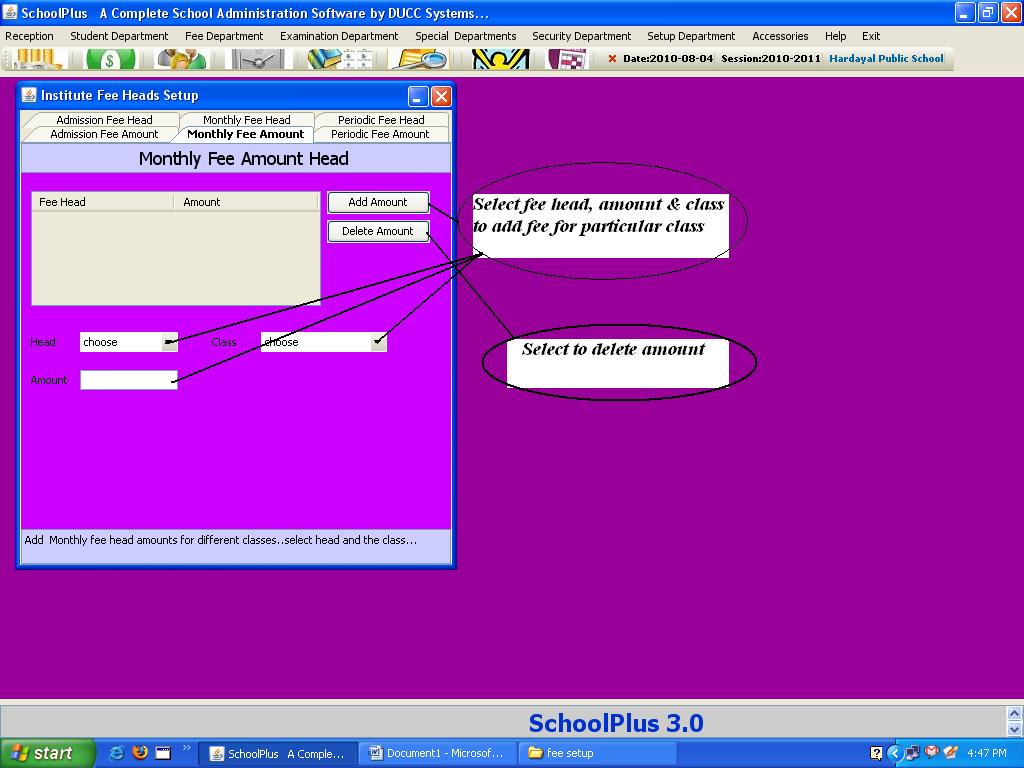 SchoolPlus A Complete School Administration Software by DUCC Systems...
Reception Student Department Fee Department Examination Department Special Departments Security Department Setup Department Accessories Help Exit
Date:2010-08-04 Session:2010-2011 Hardayal Public School
Institute Fee Heads Setup
Admission Fee Head Monthly Fee Head Periodic Fee Head
Admission Fee Amount Monthly Fee Amount Periodic Fee Amount
Monthly Fee Amount Head
Fee Head Amount
Add Amount
Delete Amount
Select fee head, amount & class
to add fee for particular class
Head choose Class choose
Amount
Select to delete amount
Add Monthly fee head amounts for different classes..select head and the class...
SchoolPlus 3.0
start SchoolPlus A Comple... Document1 - Microsof... fee setup 4:47 PM